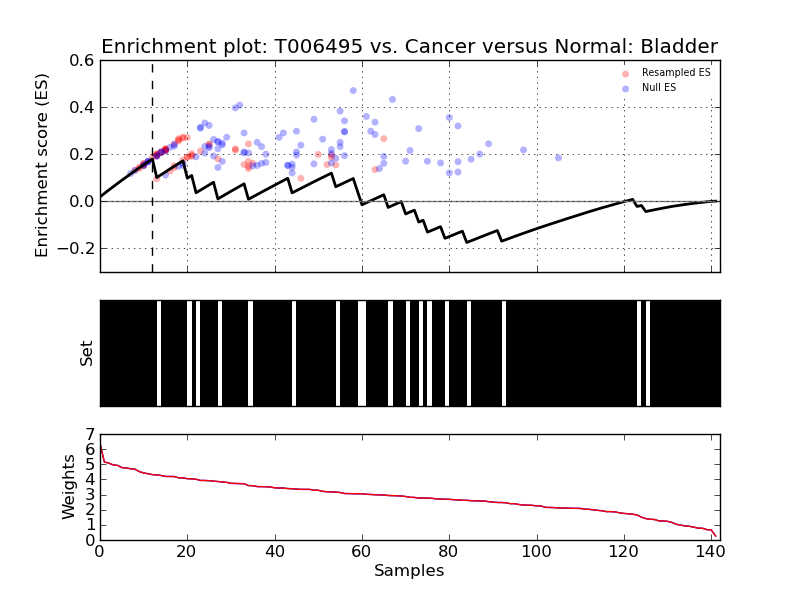 Enrichment plot: T006495 vs. Cancer versus Normal: Bladder
Enrichment score (ES)
0.6
0.4
0.2
0.0
−0.2
Resampled ES
Null ES
Set
Weights
7
6
5
4
3
2
1
0
0 20 40 60 80 100 120 140
Samples